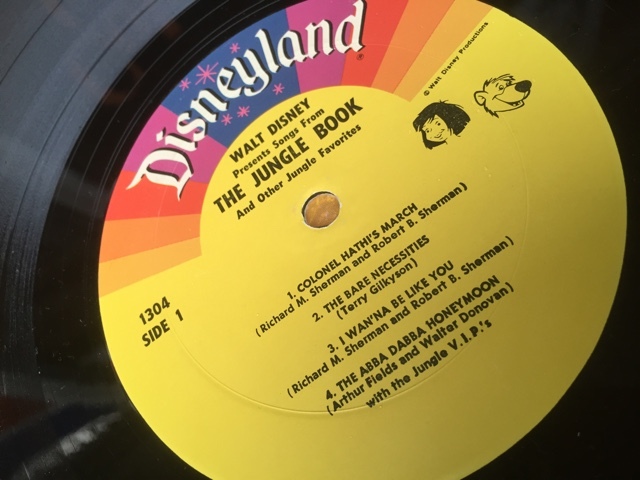 Disneyland
®
© Walt Disney Productions
WALT DISNEY
Presents Songs From
THE JUNGLE BOOK
And Other Jungle Favorites
1304
SIDE 1
1. COLONEL HATHI'S MARCH
(Richard M. Sherman and Robert B. Sherman)
2. THE BARE NECESSITIES
(Terry Gilkyson)
3. I WAN'NA BE LIKE YOU
(Richard M. Sherman and Robert B. Sherman)
4. THE ABBA DABBA HONEYMOON
(Arthur Fields and Walter Donovan)
with the Jungle V.I.P.'s